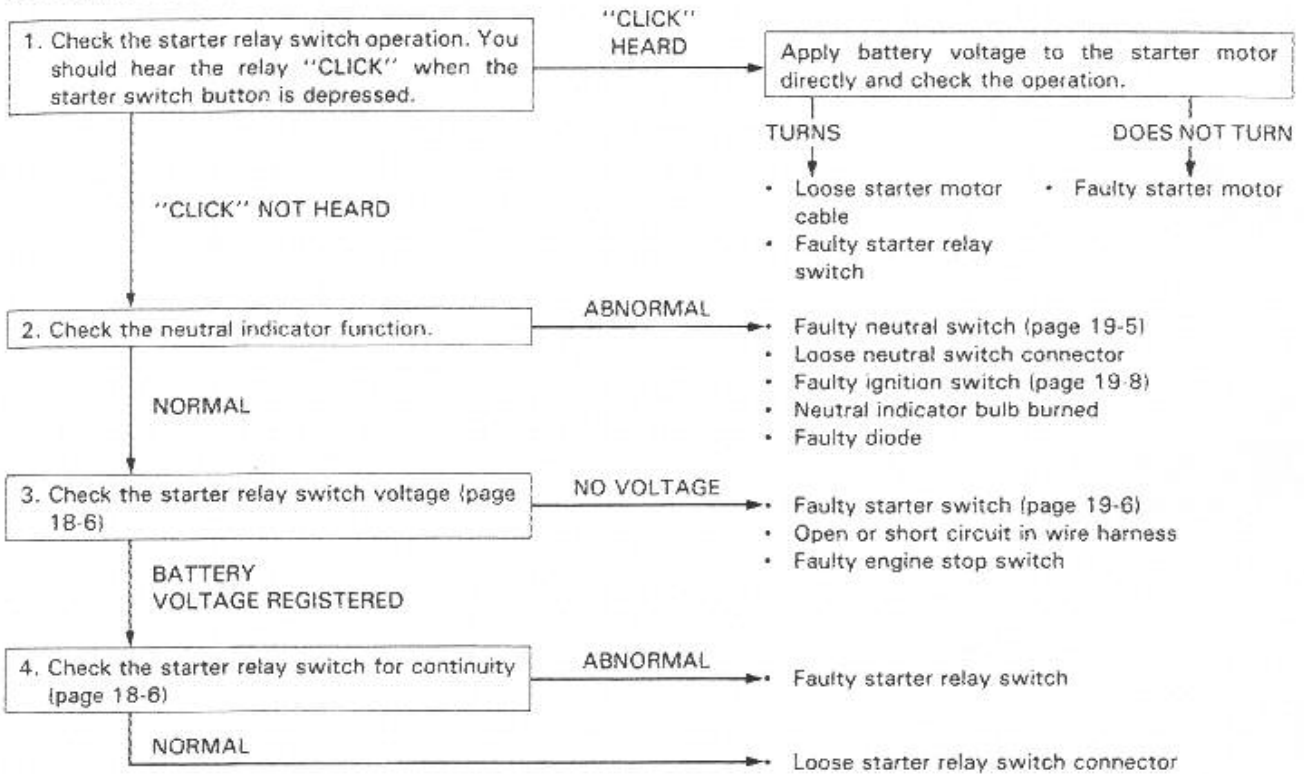 "CLICK"
HEARD
1. Check the starter relay switch operation. You
should hear the relay "CLICK" when the
starter switch button is depressed.
Apply battery voltage to the starter motor
directly and check the operation.
TURNS
DOES NOT TURN
• Loose starter motor
cable
• Faulty starter relay
switch
• Faulty starter motor
"CLICK" NOT HEARD
2. Check the neutral indicator function.
ABNORMAL
• Faulty neutral switch (page 19-5)
• Loose neutral switch connector
• Faulty ignition switch (page 19-8)
• Neutral indicator bulb burned
• Faulty diode
NORMAL
3. Check the starter relay switch voltage (page
18-6)
NO VOLTAGE
• Faulty starter switch (page 19-6)
• Open or short circuit in wire harness
• Faulty engine stop switch
BATTERY
VOLTAGE REGISTERED
4. Check the starter relay switch for continuity
(page 18-6)
ABNORMAL
• Faulty starter relay switch
NORMAL
• Loose starter relay switch connector